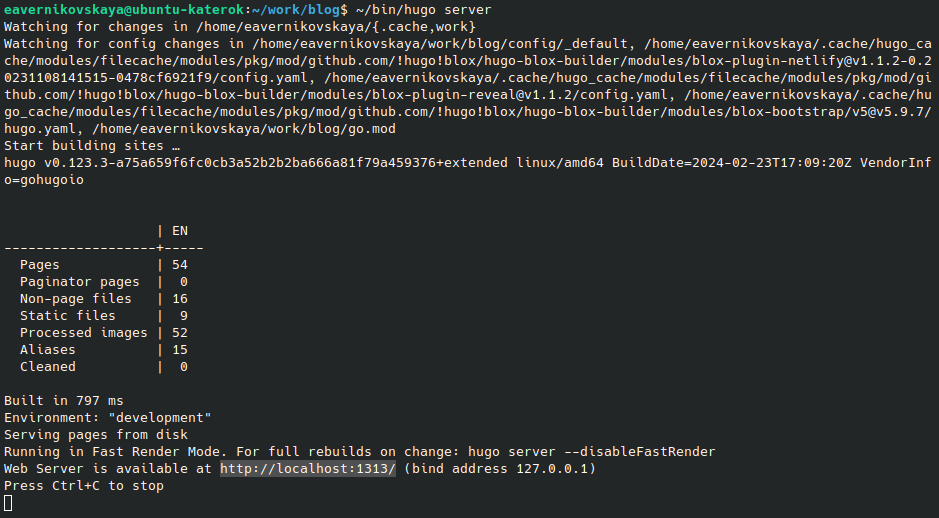 eavernikovskaya@ubuntu-katerok:~/work/blog$ ~/bin/hugo server
Watching for changes in /home/eavernikovskaya/{.cache,work}
Watching for config changes in /home/eavernikovskaya/work/blog/config/_default, /home/eavernikovskaya/.cache/hugo_ca
che/modules/filecache/modules/pkg/mod/github.com/!hugo!blox/hugo-blox-builder/modules/blox-plugin-netlify@v1.1.2-0.2
0231108141515-0478cf6921f9/config.yaml, /home/eavernikovskaya/.cache/hugo_cache/modules/filecache/modules/pkg/mod/gi
thub.com/!hugo!blox/hugo-blox-builder/modules/blox-plugin-reveal@v1.1.2/config.yaml, /home/eavernikovskaya/.cache/hu
go_cache/modules/filecache/modules/pkg/mod/github.com/!hugo!blox/hugo-blox-builder/modules/blox-bootstrap/v5@v5.9.7/
hugo.yaml, /home/eavernikovskaya/work/blog/go.mod
Start building sites …
hugo v0.123.3-a75a659f6fc0cb3a52b2b2ba666a81f79a459376+extended linux/amd64 BuildDate=2024-02-23T17:09:20Z VendorInf
o=gohugoio
                   | EN
-------------------+-----
  Pages            | 54
  Paginator pages  |  0
  Non-page files   | 16
  Static files     |  9
  Processed images | 52
  Aliases          | 15
  Cleaned          |  0
Built in 797 ms
Environment: "development"
Serving pages from disk
Running in Fast Render Mode. For full rebuilds on change: hugo server --disableFastRender
Web Server is available at http://localhost:1313/ (bind address 127.0.0.1)
Press Ctrl+C to stop